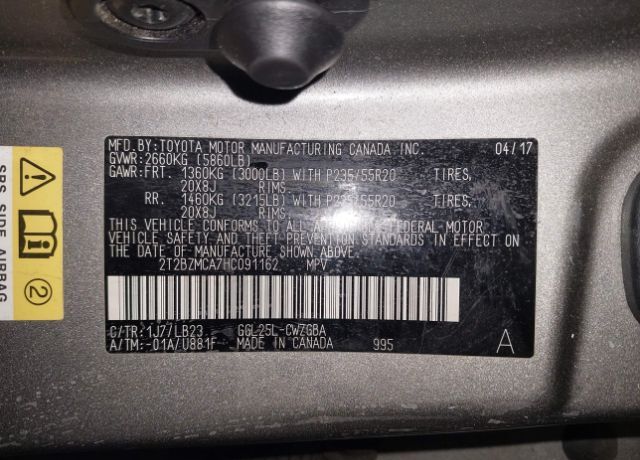 MFD.BY:TOYOTA MOTOR MANUFACTURING CANADA INC. 04/17
GVWR:2660KG (5860LB)
GAWR:FRT. 1360KG (3000LB) WITH P235/55R20 TIRES,
20X8J RIMS,
RR. 1460KG (3215LB) WITH P235/55R20 TIRES,
20X8J RIMS,
THIS VEHICLE CONFORMS TO ALL APPLICABLE FEDERAL MOTOR
VEHICLE SAFETY AND THEFT PREVENTION STANDARDS IN EFFECT ON
THE DATE OF MANUFACTURE SHOWN ABOVE.
2T2BZMCA7HC091162 MPV
C/TR:1J7/LB23 GGL25L-CWZGBA
A/TM:-01A/U881F MADE IN CANADA 995 A
SRS SIDE AIRBAG
2